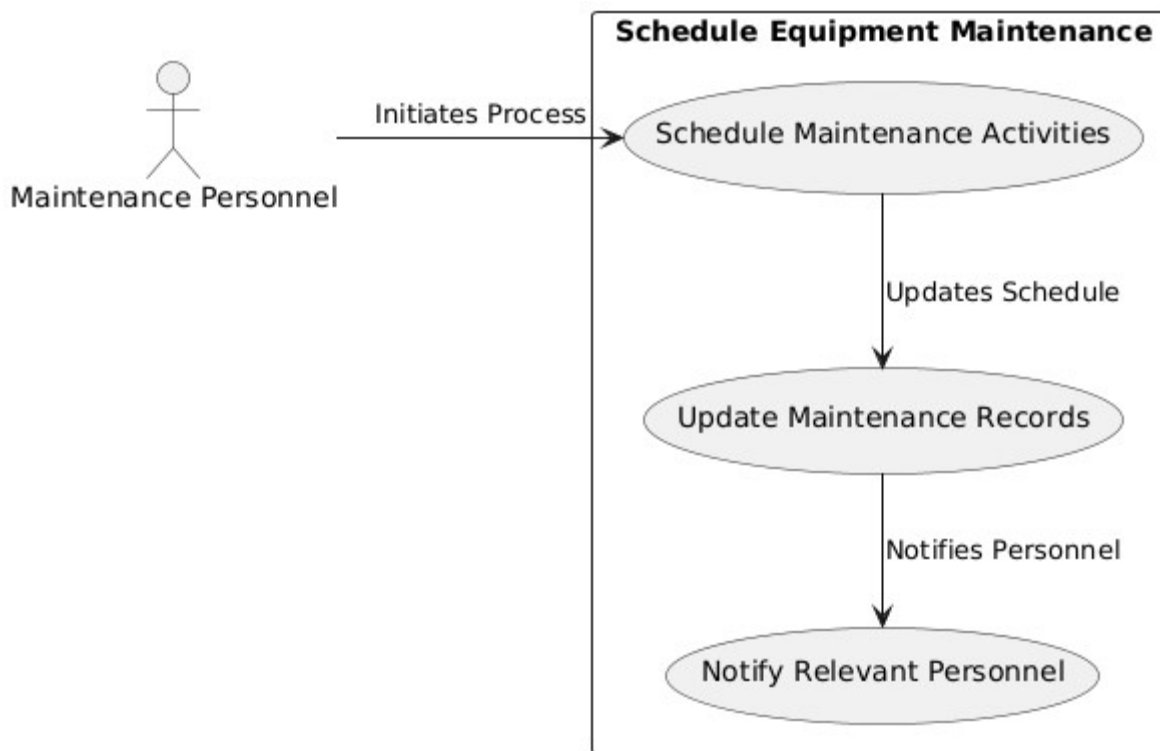 Schedule Equipment Maintenance
Initiates Process
Schedule Maintenance Activities
Maintenance Personnel
Updates Schedule
Update Maintenance Records
Notifies Personnel
Notify Relevant Personnel